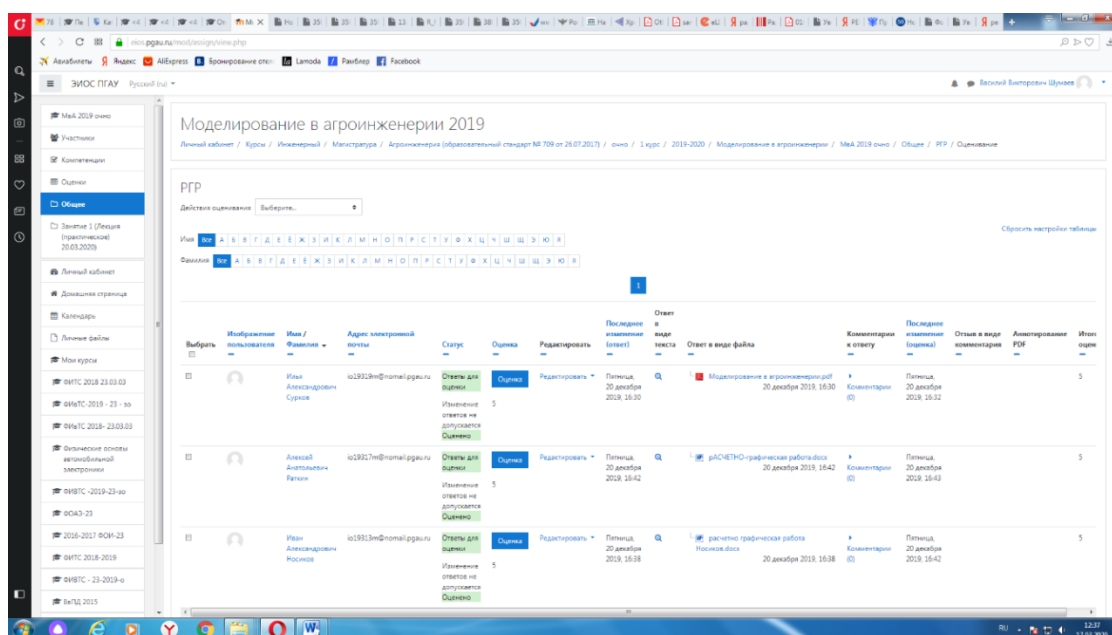 eios.pgau.ru/mod/assign/view.php
Авиабилеты Яндекс AliExpress Бронирование отел Lamoda Рамблер Facebook
ЭИОС ПГАУ Русский (ru)
Василий Викторович Шумаев
МвА 2019 очно
Участники
Компетенции
Оценки
Общее
Занятие 1 (Лекция
(практическое)
20.03.2020)
Личный кабинет
Домашняя страница
Календарь
Личные файлы
Мои курсы
ФИТС 2018 23.03.03
ФИвТС-2019 - 23 - зо
ФИвТС 2018- 23.03.03
Физические основы
автомобильной
электроники
ФИВТС -2019-23-зо
ФОАЭ-23
2016-2017 ФОИ-23
ФИТС 2018-2019
ФИВТС - 23-2019-о
ВвПД 2015
Моделирование в агроинженерии 2019
Личный кабинет / Курсы / Инженерный / Магистратура / Агроинженерия (образовательный стандарт № 709 от 26.07.2017) / очно / 1 курс / 2019-2020 / Моделирование в агроинженерии / МвА 2019 очно / Общее / РГР / Оценивание
РГР
Действия оценивания Выберите...
Сбросить настройки таблицы
Имя Все А Б В Г Д Е Ё Ж З И К Л М Н О П Р С Т У Ф Х Ц Ч Ш Щ Э Ю Я
Фамилия Все А Б В Г Д Е Ё Ж З И К Л М Н О П Р С Т У Ф Х Ц Ч Ш Щ Э Ю Я
1
Выбрать
Изображение
пользователя
Имя /
Фамилия
Адрес электронной
почты
Статус
Оценка
Редактировать
Последнее
изменение
(ответ)
Ответ
в
виде
текста
Ответ в виде файла
Комментарии
к ответу
Последнее
изменение
(оценка)
Отзыв в виде
комментария
Аннотирование
PDF
Илья
Александрович
Сурков
io19319m@nomail.pgau.ru
Ответы для
оценки
Изменение
ответов не
допускается
Оценено
Оценка
5
Редактировать
Пятница,
20 декабря
2019, 16:30
Моделирование в агроинженерии.pdf
20 декабря 2019, 16:30
Комментарии
(0)
Пятница,
20 декабря
2019, 16:32
5
Алексей
Анатольевич
Раткин
io19317m@nomail.pgau.ru
Ответы для
оценки
Изменение
ответов не
допускается
Оценено
Оценка
5
Редактировать
Пятница,
20 декабря
2019, 16:42
рАСЧЕТНО-графическая работа.docx
20 декабря 2019, 16:42
Комментарии
(0)
Пятница,
20 декабря
2019, 16:43
5
Иван
Александрович
Носиков
io19313m@nomail.pgau.ru
Ответы для
оценки
Изменение
ответов не
допускается
Оценено
Оценка
5
Редактировать
Пятница,
20 декабря
2019, 16:38
расчетно графическая работа
Носиков.docx
20 декабря 2019, 16:38
Комментарии
(0)
Пятница,
20 декабря
2019, 16:42
5
RU
12:37